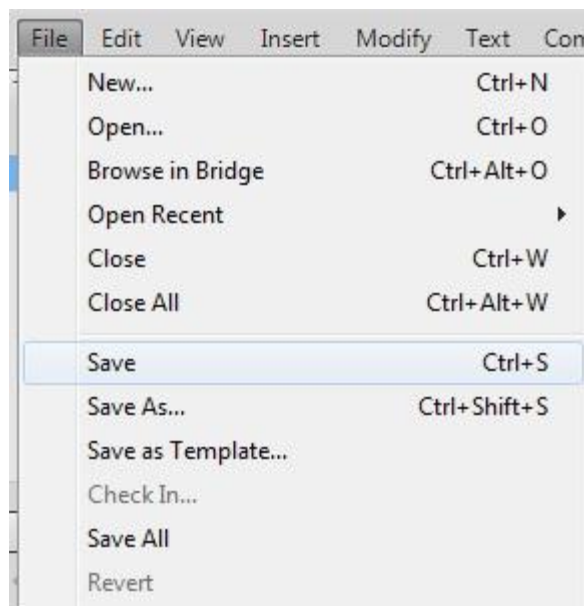 File Edit View Insert Modify Text Con
New... Ctrl+N
Open... Ctrl+O
Browse in Bridge Ctrl+Alt+O
Open Recent
Close Ctrl+W
Close All Ctrl+Alt+W
Save Ctrl+S
Save As... Ctrl+Shift+S
Save as Template...
Check In...
Save All
Revert